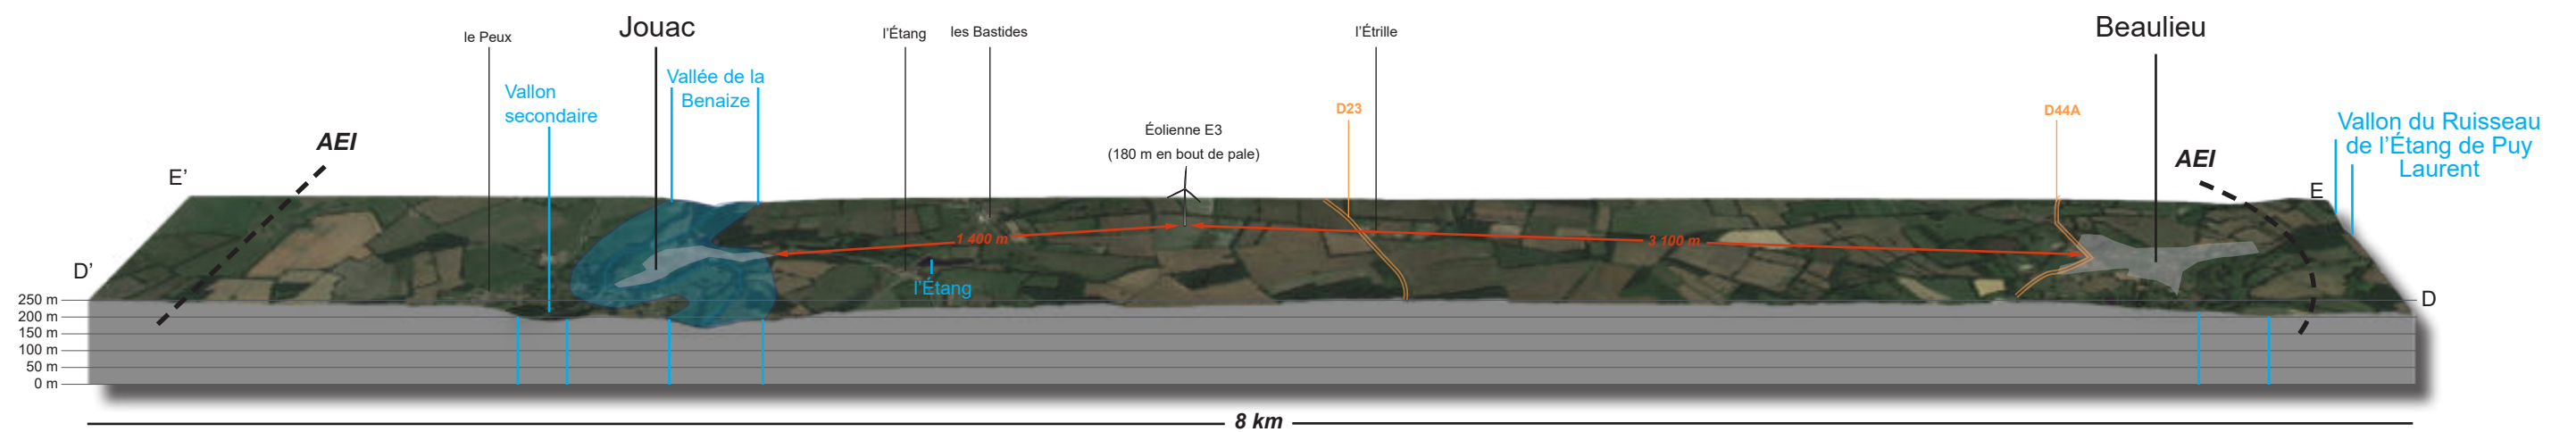 Jouac
Beaulieu
le Peux
l'Étang
les Bastides
l'Étrille
Vallon
secondaire
Vallée de la
Benaize
D23
D44A
AEI
Éolienne E3
(180 m en bout de pale)
Vallon du Ruisseau
de l'Étang de Puy
Laurent
AEI
E'
E
1 400 m
3 100 m
D'
l'Étang
D
250 m
200 m
150 m
100 m
50 m
0 m
8 km